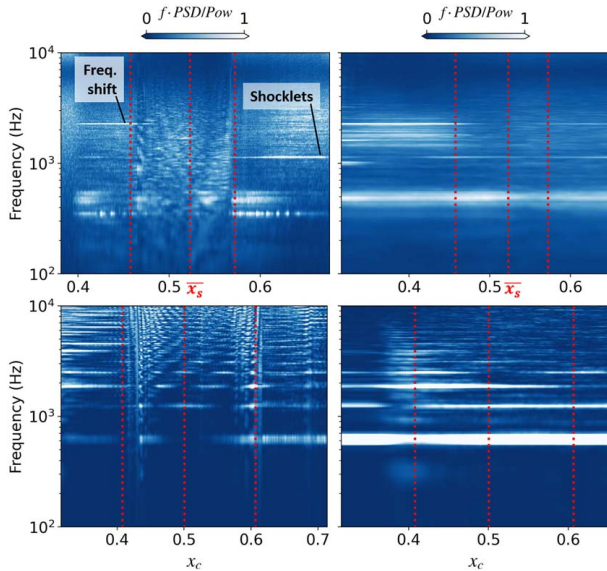 f · PSD/Pow
f · PSD/Pow
0 1
0 1
Frequency (Hz)
10⁴
10³
10²
Freq.
shift
Shocklets
0.4 0.5 x̄ₛ 0.6
0.4 0.5 x̄ₛ 0.6
Frequency (Hz)
10⁴
10³
10²
0.4 0.5 0.6 0.7
0.4 0.5 0.6
x_c
x_c